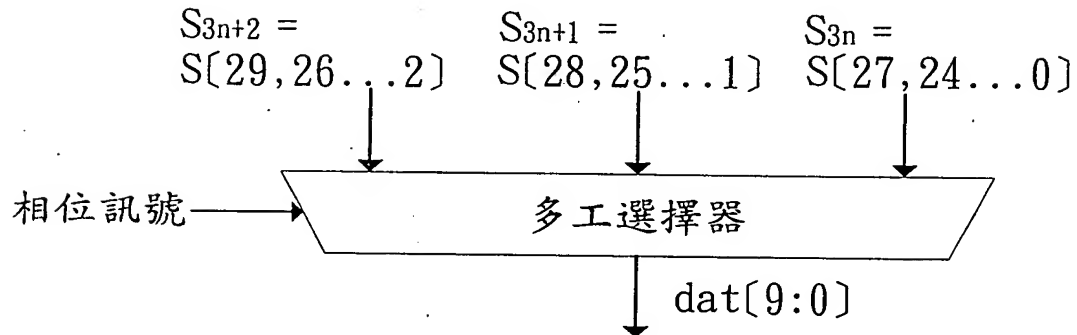 S3n+2 =
S[29,26...2]
S3n+1 =
S[28,25...1]
S3n =
S[27,24...0]
相位訊號
多工選擇器
dat[9:0]